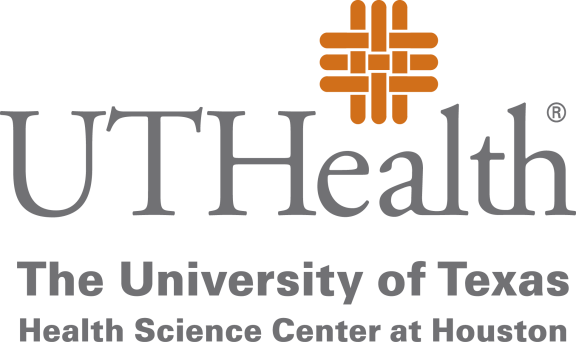 UTHealth®
The University of Texas
Health Science Center at Houston